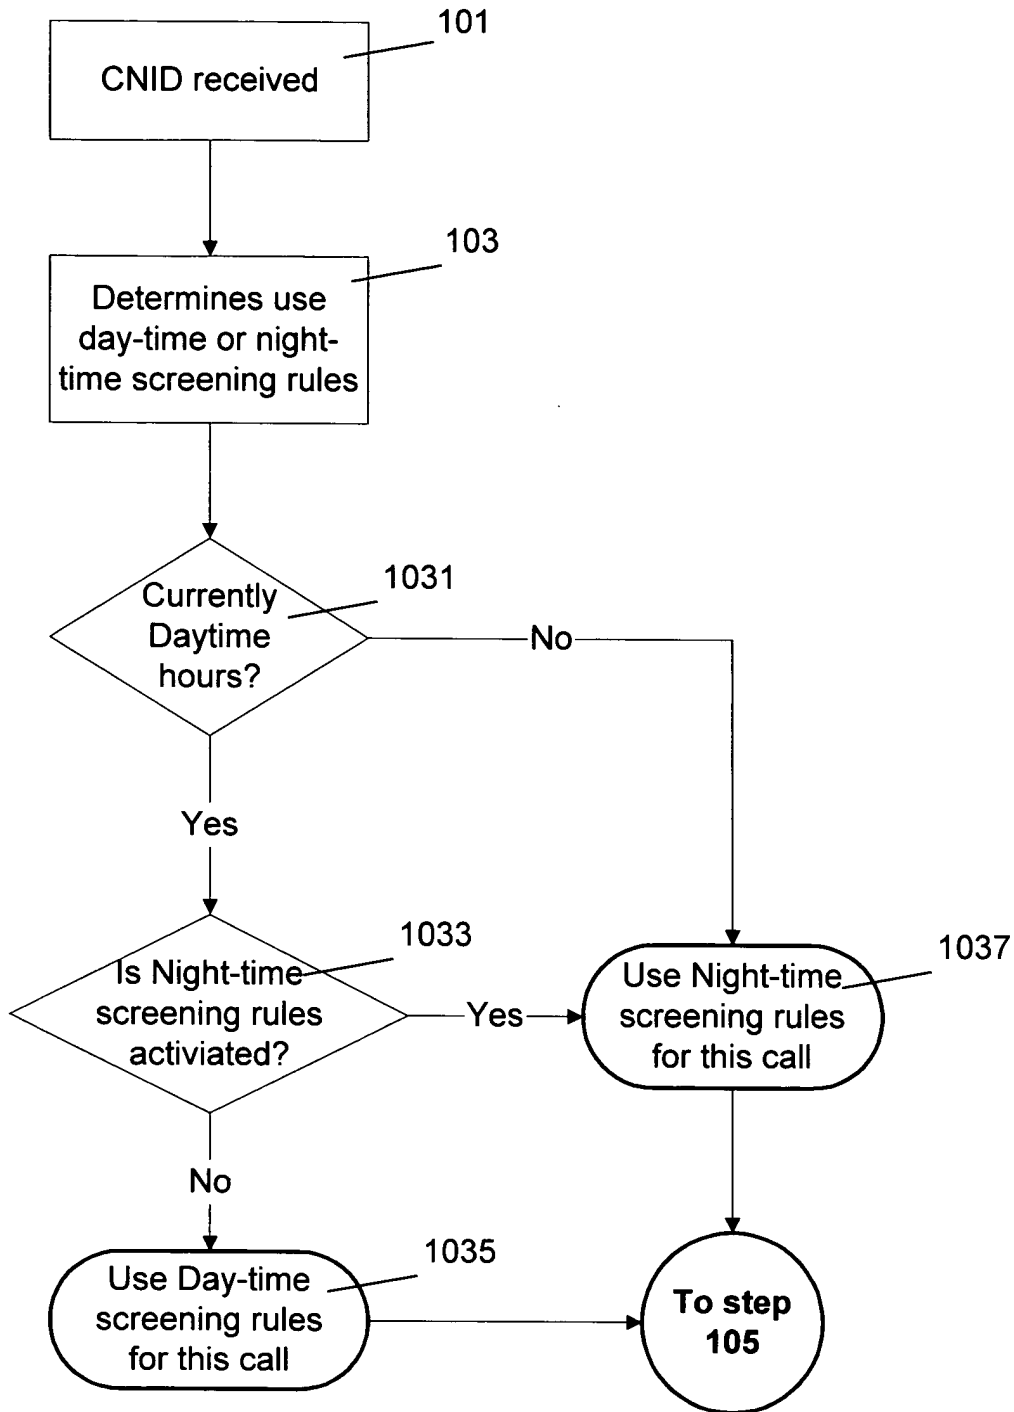 101
CNID received
103
Determines use
day-time or night-
time screening rules
1031
Currently
Daytime
hours?
No
Yes
1033
Is Night-time
screening rules
activiated?
Yes
1037
Use Night-time
screening rules
for this call
No
1035
Use Day-time
screening rules
for this call
To step
105